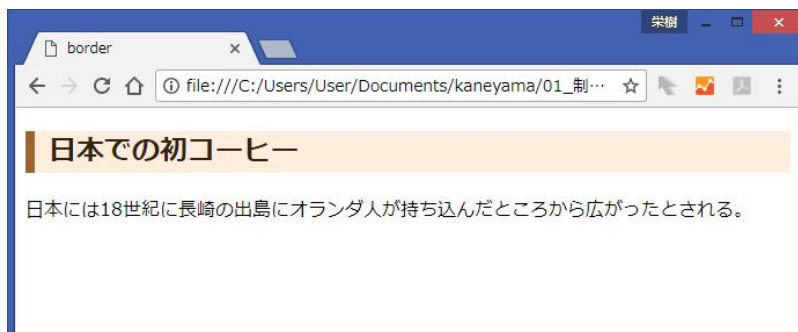 栄樹
border
file:///C:/Users/User/Documents/kaneyama/01_制…
日本での初コーヒー
日本には18世紀に長崎の出島にオランダ人が持ち込んだところから広がったとされる。